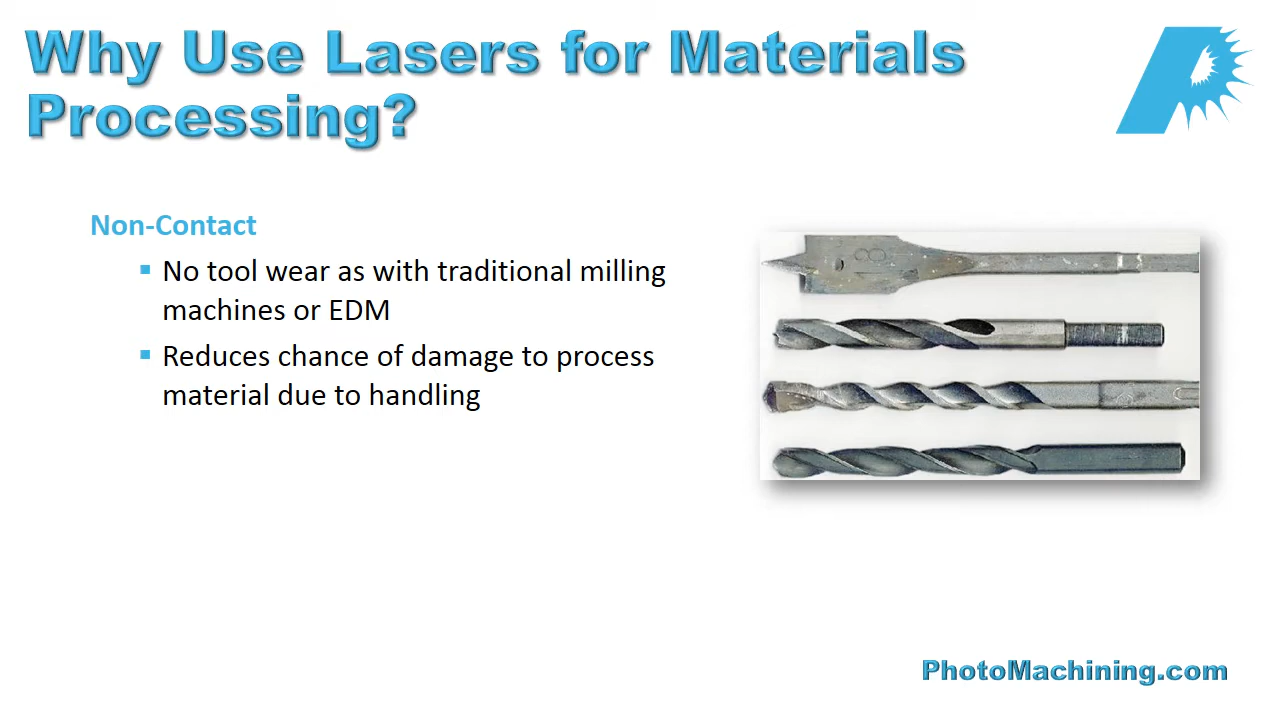 Why Use Lasers for Materials
Processing?
Non-Contact
No tool wear as with traditional milling
machines or EDM
Reduces chance of damage to process
material due to handling
18
PhotoMachining.com